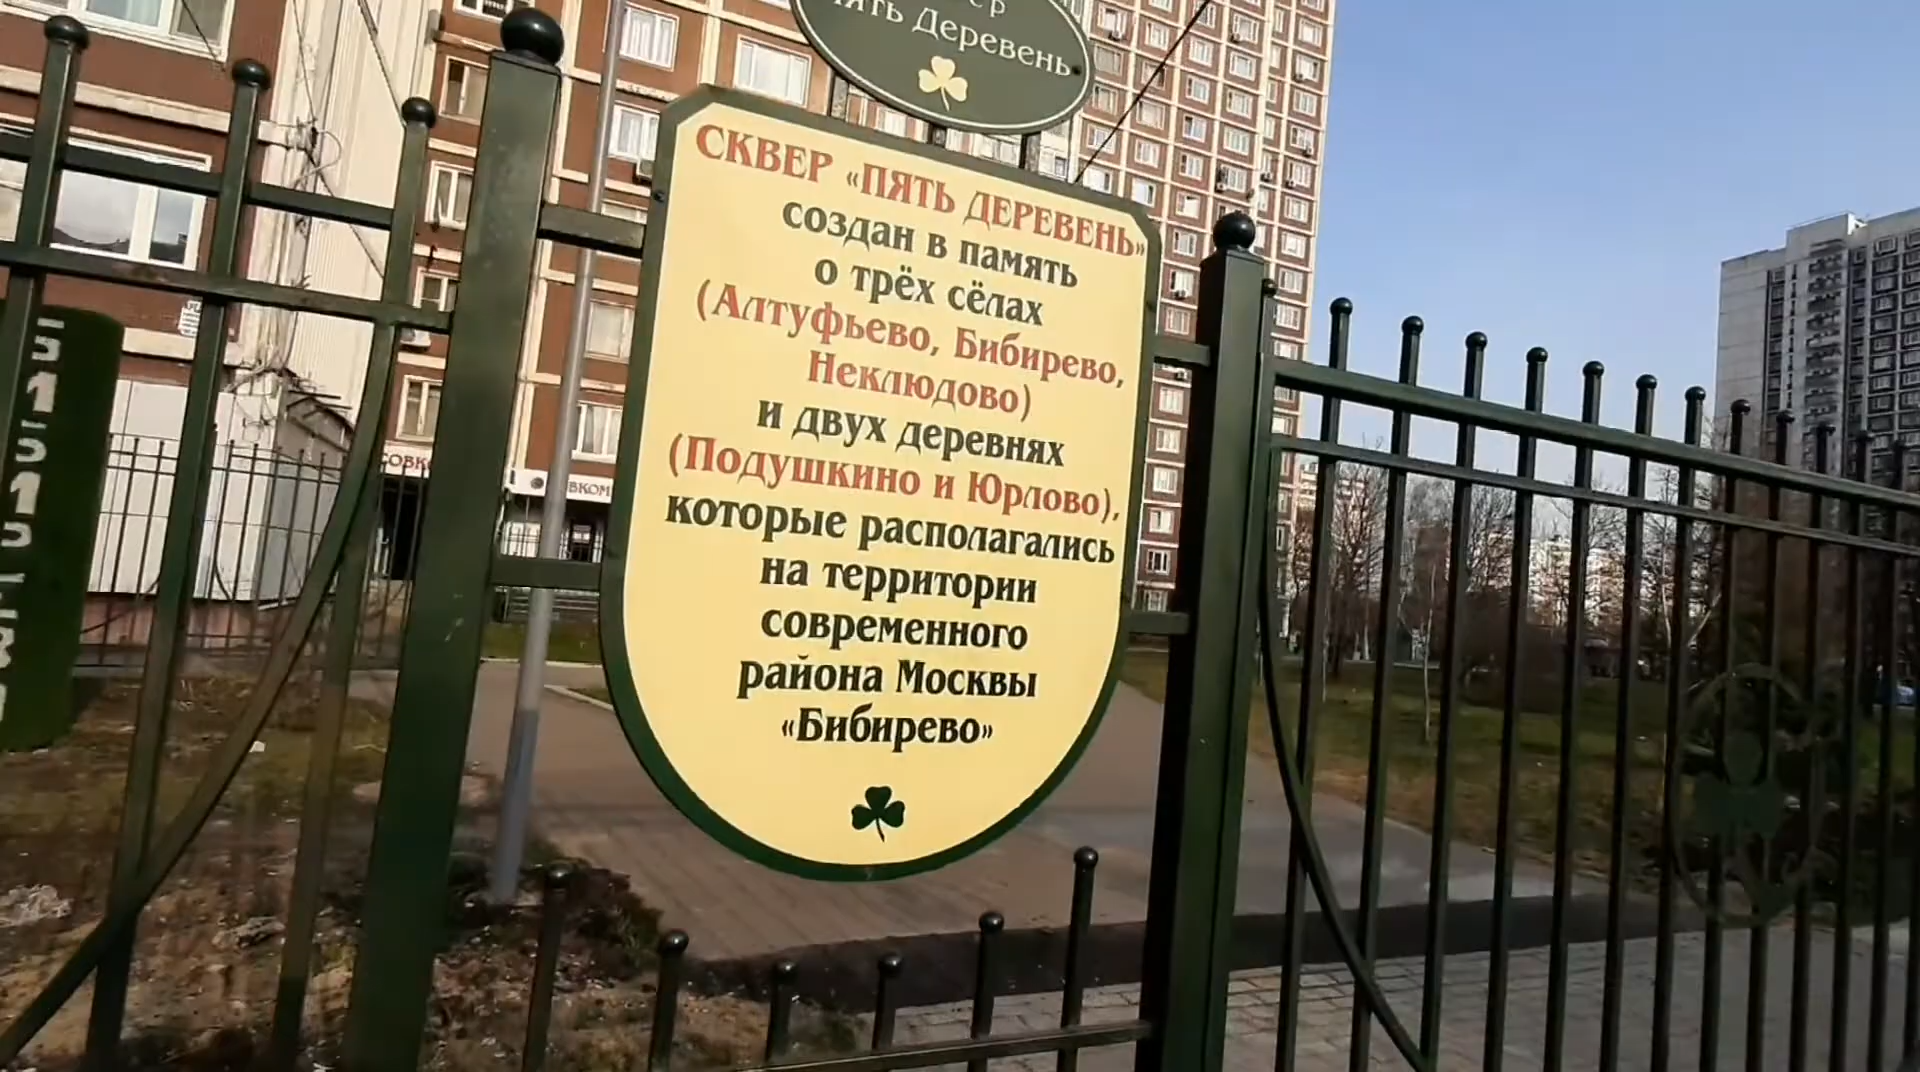 Деревень
СКВЕР «ПЯТЬ ДЕРЕВЕНЬ»
создан в память
о трёх сёлах
(Алтуфьево, Бибирево,
Неклюдово)
и двух деревнях
(Подушкино и Юрлово),
которые располагались
на территории
современного
района Москвы
«Бибирево»